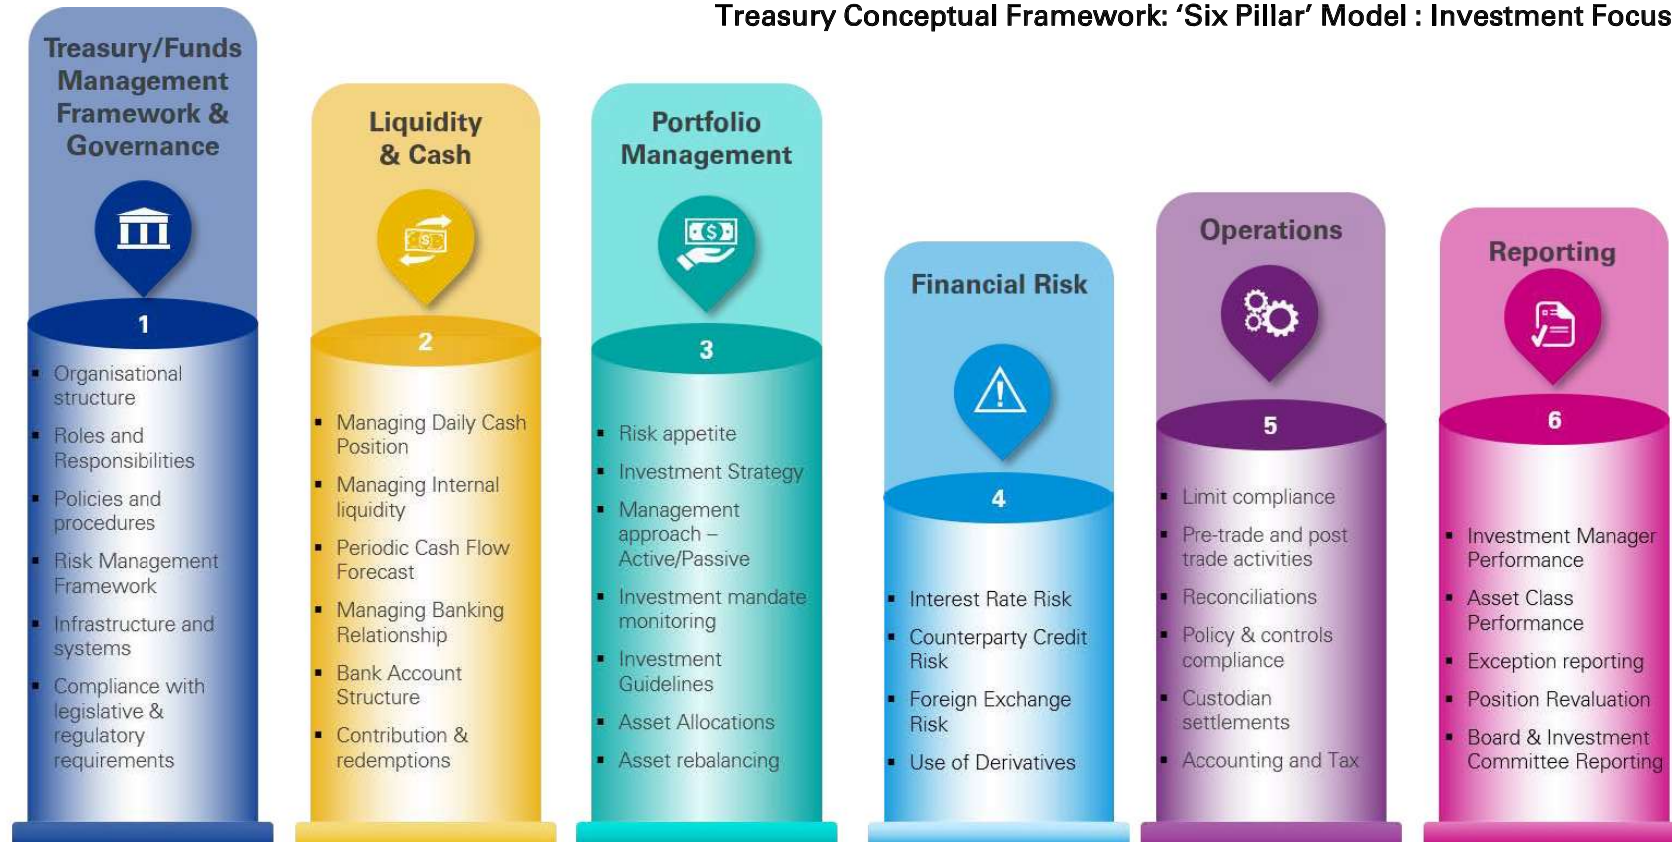 Treasury Conceptual Framework: ‘Six Pillar’ Model : Investment Focus
Treasury/Funds
Management
Framework &
Governance
1
▪ Organisational
structure
▪ Roles and
Responsibilities
▪ Policies and
procedures
▪ Risk Management
Framework
▪ Infrastructure and
systems
▪ Compliance with
legislative &
regulatory
requirements
Liquidity
& Cash
2
▪ Managing Daily Cash
Position
▪ Managing Internal
liquidity
▪ Periodic Cash Flow
Forecast
▪ Managing Banking
Relationship
▪ Bank Account
Structure
▪ Contribution &
redemptions
Portfolio
Management
3
▪ Risk appetite
▪ Investment Strategy
▪ Management
approach –
Active/Passive
▪ Investment mandate
monitoring
▪ Investment
Guidelines
▪ Asset Allocations
▪ Asset rebalancing
Financial Risk
4
▪ Interest Rate Risk
▪ Counterparty Credit
Risk
▪ Foreign Exchange
Risk
▪ Use of Derivatives
Operations
5
▪ Limit compliance
▪ Pre-trade and post
trade activities
▪ Reconciliations
▪ Policy & controls
compliance
▪ Custodian
settlements
▪ Accounting and Tax
Reporting
6
▪ Investment Manager
Performance
▪ Asset Class
Performance
▪ Exception reporting
▪ Position Revaluation
▪ Board & Investment
Committee Reporting